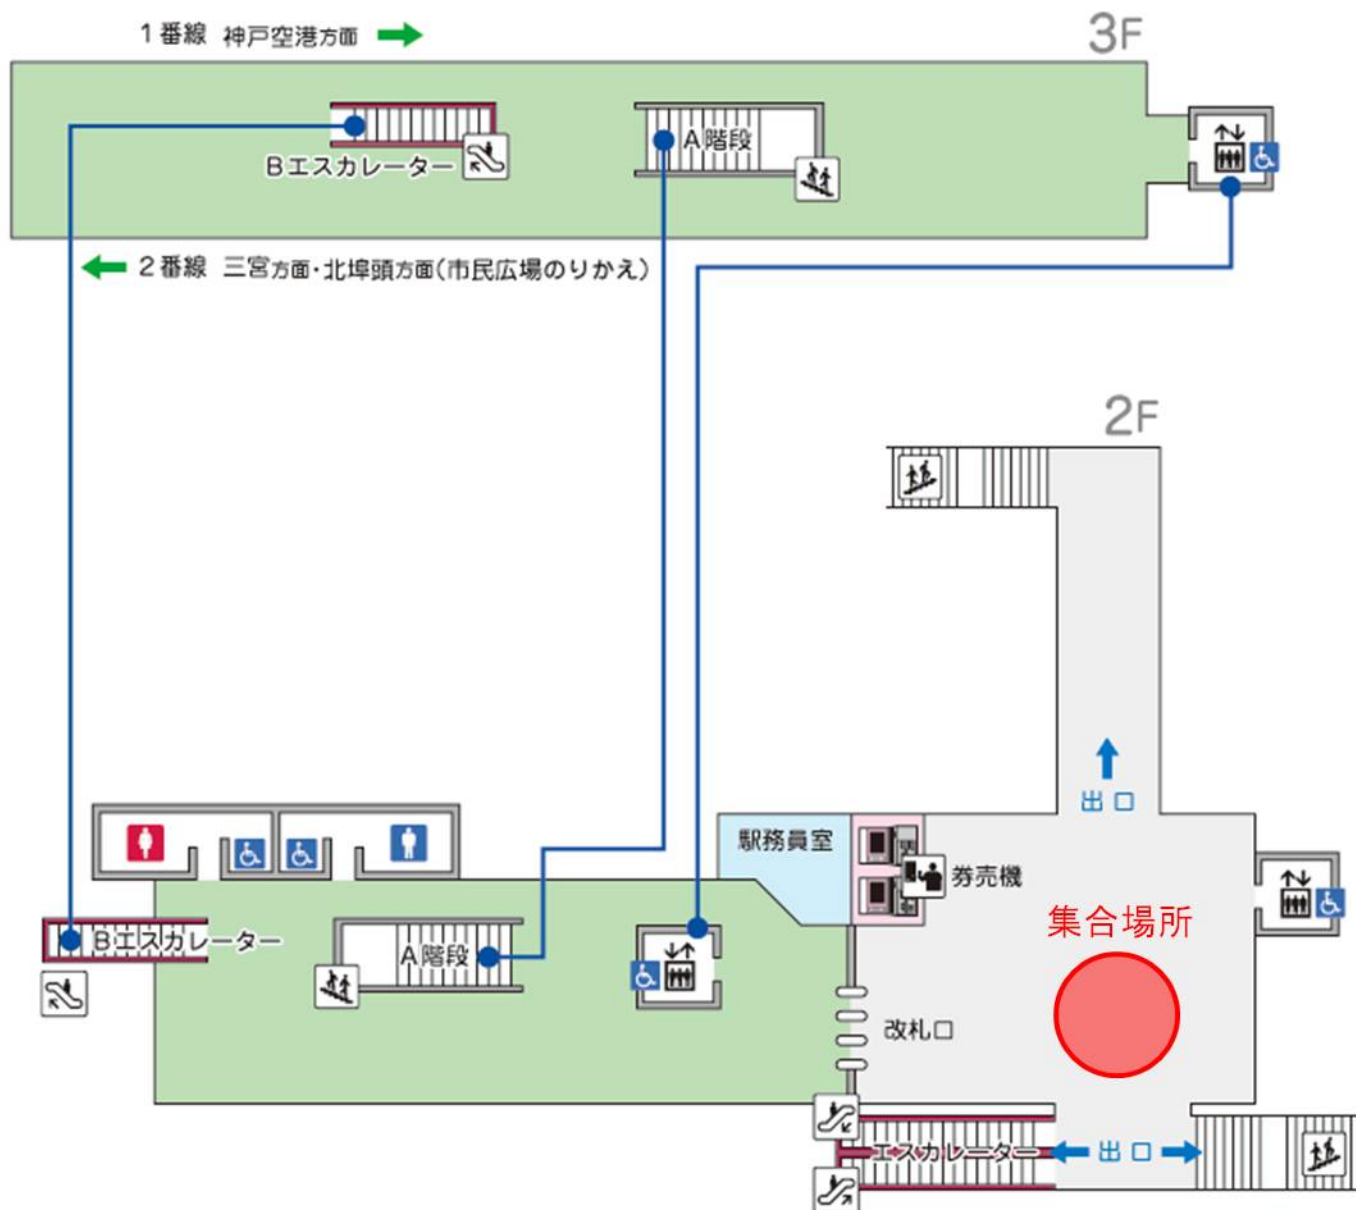 1番線 神戸空港方面
3F
A階段
Bエスカレーター
2番線 三宮方面・北埠頭方面(市民広場のりかえ)
2F
出口
駅務員室
券売機
集合場所
Bエスカレーター
A階段
改札口
エスカレーター
出口